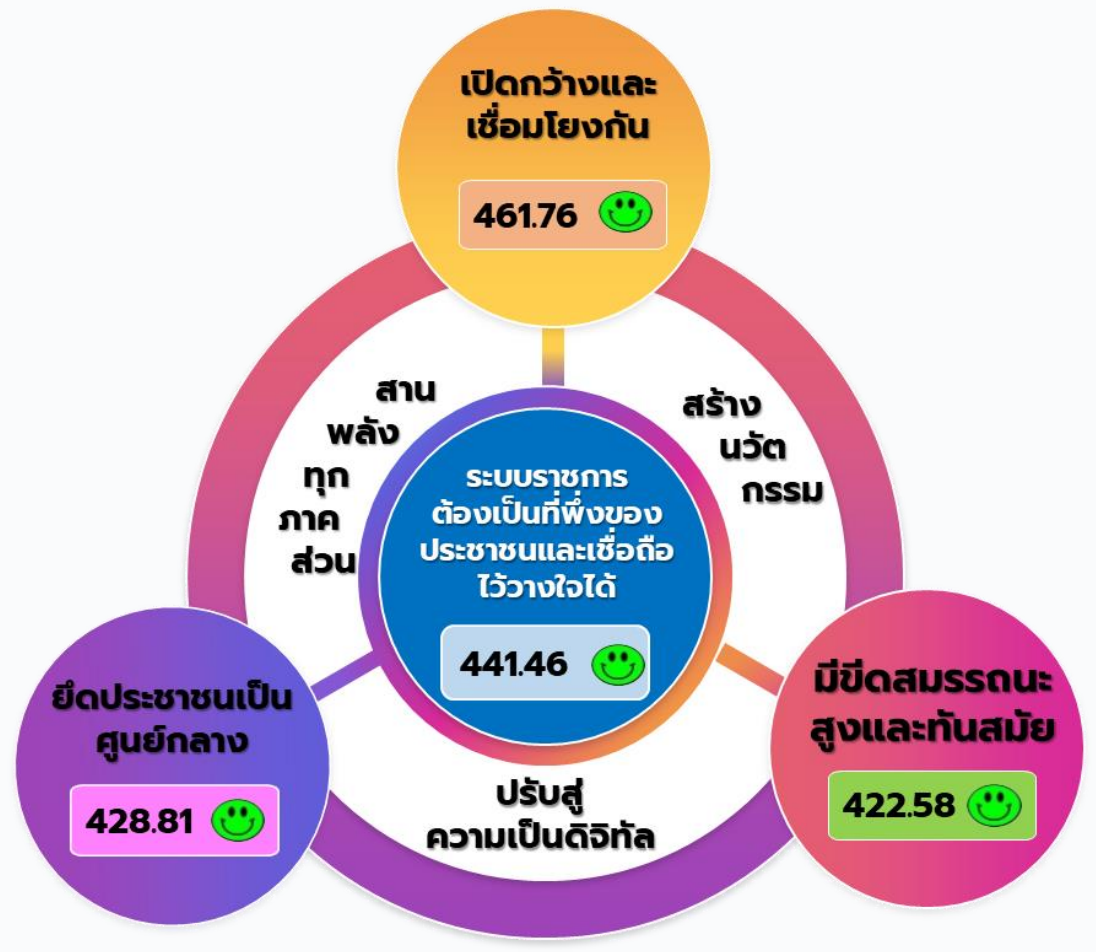 เปิดกว้างและ
เชื่อมโยงกัน
461.76
สาน
พลัง
ทุก
ภาค
ส่วน
สร้าง
นวัต
กรรม
ระบบราชการ
ต้องเป็นที่พึ่งของ
ประชาชนและเชื่อถือ
ไว้วางใจได้
441.46
ยึดประชาชนเป็น
ศูนย์กลาง
428.81
ปรับสู่
ความเป็นดิจิทัล
มีขีดสมรรถนะ
สูงและทันสมัย
422.58